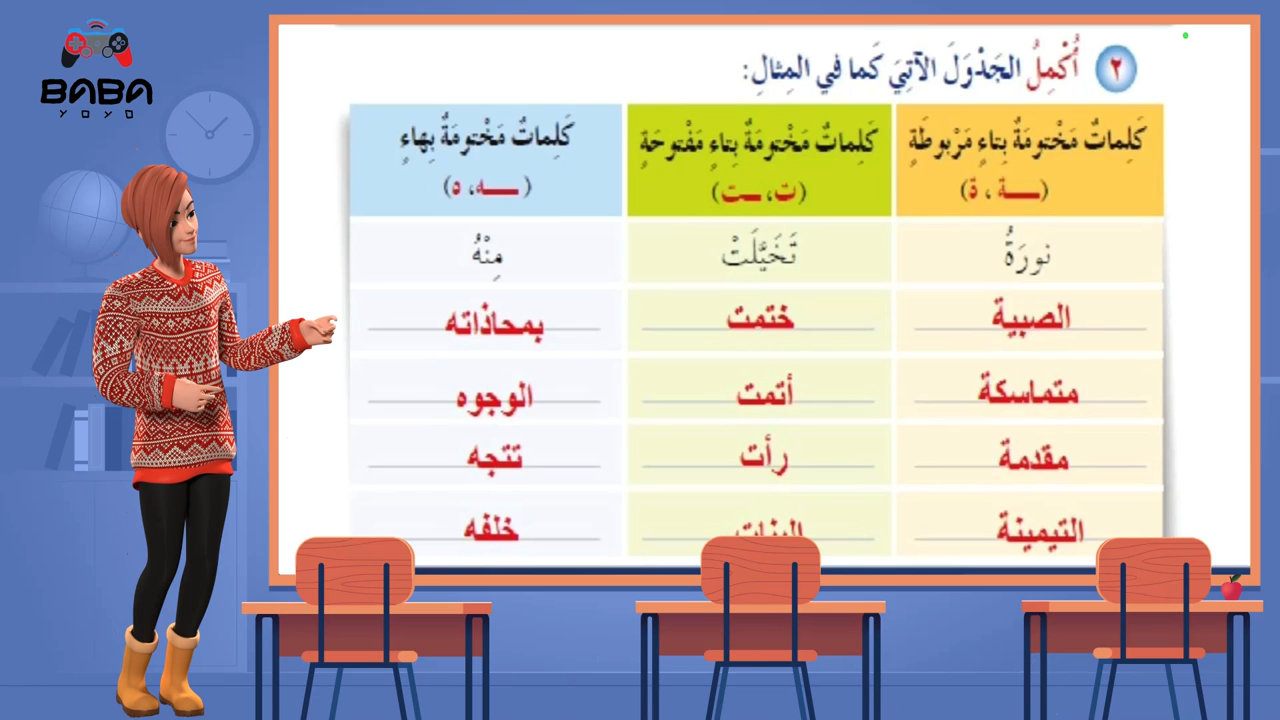 BABA
YOYO
٢ أُكْمِلُ الجَدْوَلَ الآتِيَ كَما في المِثالِ:
كَلِماتٌ مَخْتومَةٌ بِتاءٍ مَرْبوطَةٍ كَلِماتٌ مَخْتومَةٌ بِتاءٍ مَفْتوحَةٍ كَلِماتٌ مَخْتومَةٌ بِهاءٍ
(ـــة ، ة) (ت، ـــت) (ـــه، ه)
نورَةُ تَخَيَّلَتْ مِنْهُ
الصبية ختمت بمحاذاته
متماسكة أتمت الوجوه
مقدمة رأت تتجه
التيمينة البنات خلفه